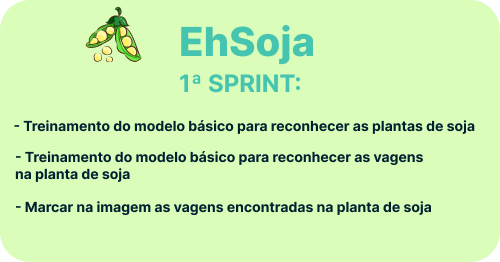 EhSoja
1ª SPRINT:
- Treinamento do modelo básico para reconhecer as plantas de soja
- Treinamento do modelo básico para reconhecer as vagens
na planta de soja
- Marcar na imagem as vagens encontradas na planta de soja